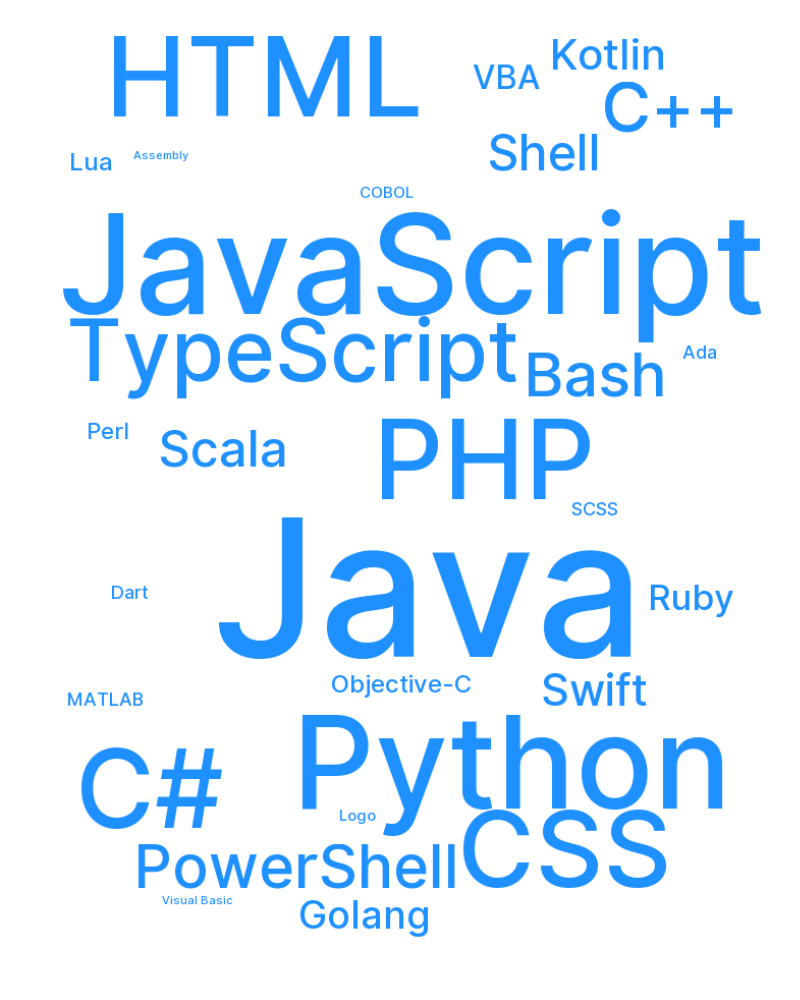 HTML
Kotlin
VBA
C++
Shell
Lua
Assembly
COBOL
JavaScript
TypeScript
Ada
Bash
Perl
Scala
PHP
SCSS
Java
Dart
Ruby
Objective-C
Swift
MATLAB
Python
C#
Logo
CSS
PowerShell
Visual Basic
Golang